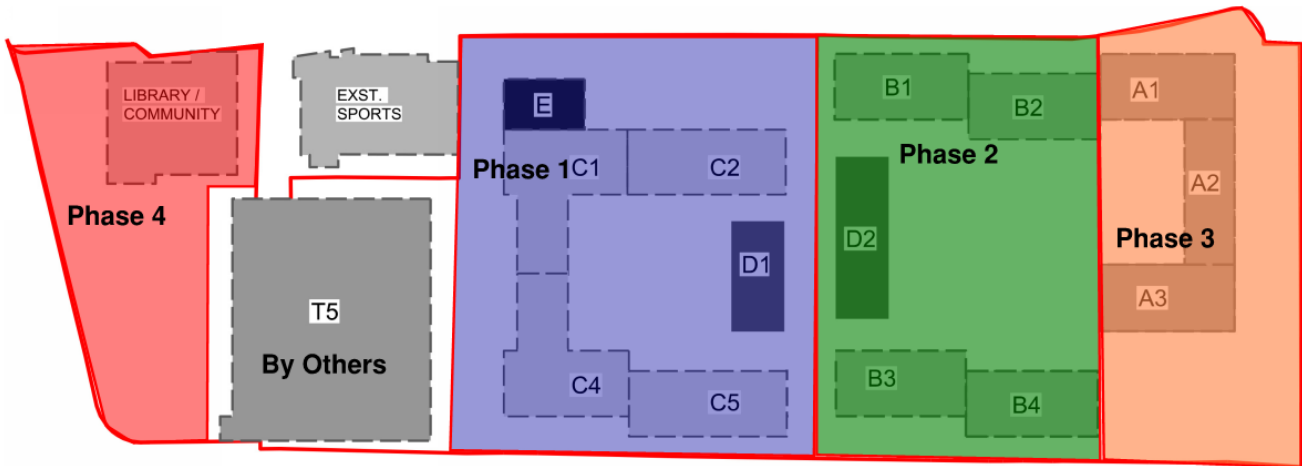 LIBRARY /
COMMUNITY
Phase 4
EXST.
SPORTS
T5
By Others
E
Phase 1
C1
C2
D1
C4
C5
B1
B2
Phase 2
D2
B3
B4
A1
A2
Phase 3
A3